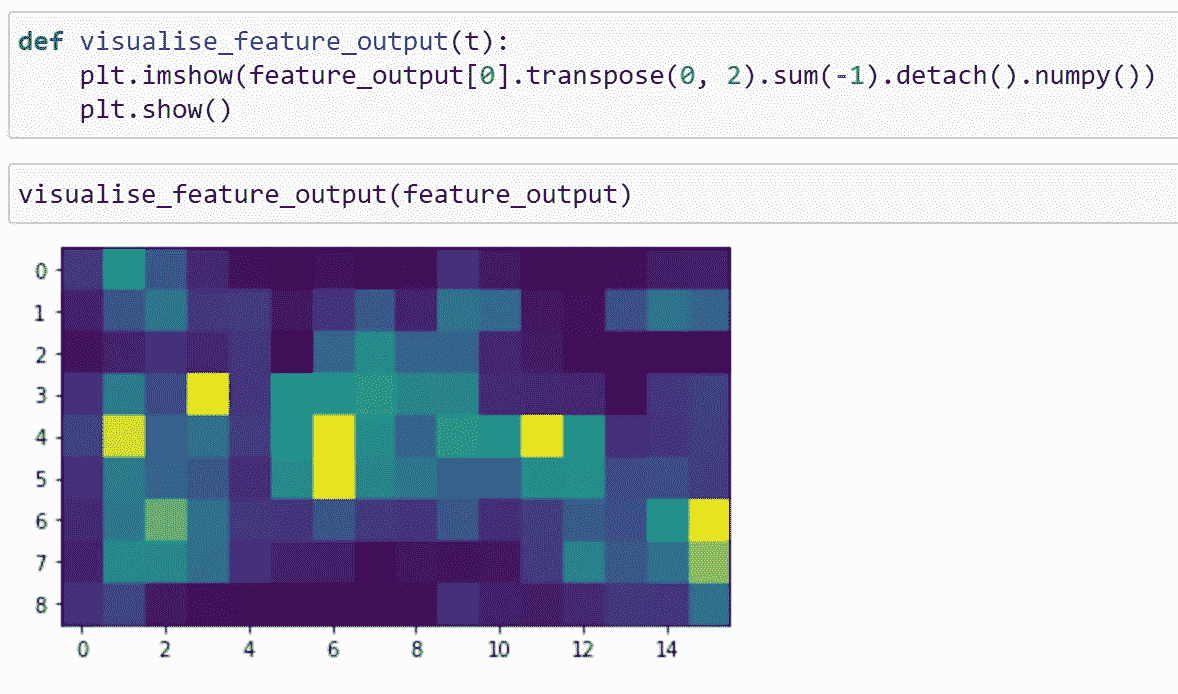 def visualise_feature_output(t):
    plt.imshow(feature_output[0].transpose(0, 2).sum(-1).detach().numpy())
    plt.show()
visualise_feature_output(feature_output)
0
1
2
3
4
5
6
7
8
0 2 4 6 8 10 12 14